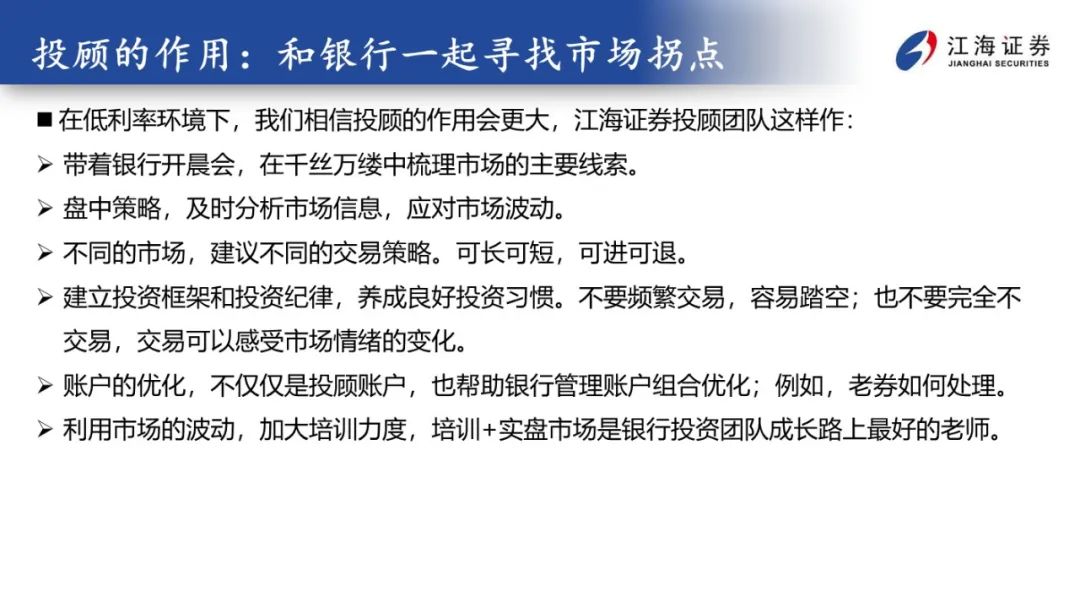 投顾的作用：和银行一起寻找市场拐点
江海证券
JIANGHAI SECURITIES
■ 在低利率环境下，我们相信投顾的作用会更大，江海证券投顾团队这样作：
➢ 带着银行开晨会，在千丝万缕中梳理市场的主要线索。
➢ 盘中策略，及时分析市场信息，应对市场波动。
➢ 不同的市场，建议不同的交易策略。可长可短，可进可退。
➢ 建立投资框架和投资纪律，养成良好投资习惯。不要频繁交易，容易踏空；也不要完全不
交易，交易可以感受市场情绪的变化。
➢ 账户的优化，不仅仅是投顾账户，也帮助银行管理账户组合优化；例如，老券如何处理。
➢ 利用市场的波动，加大培训力度，培训+实盘市场是银行投资团队成长路上最好的老师。